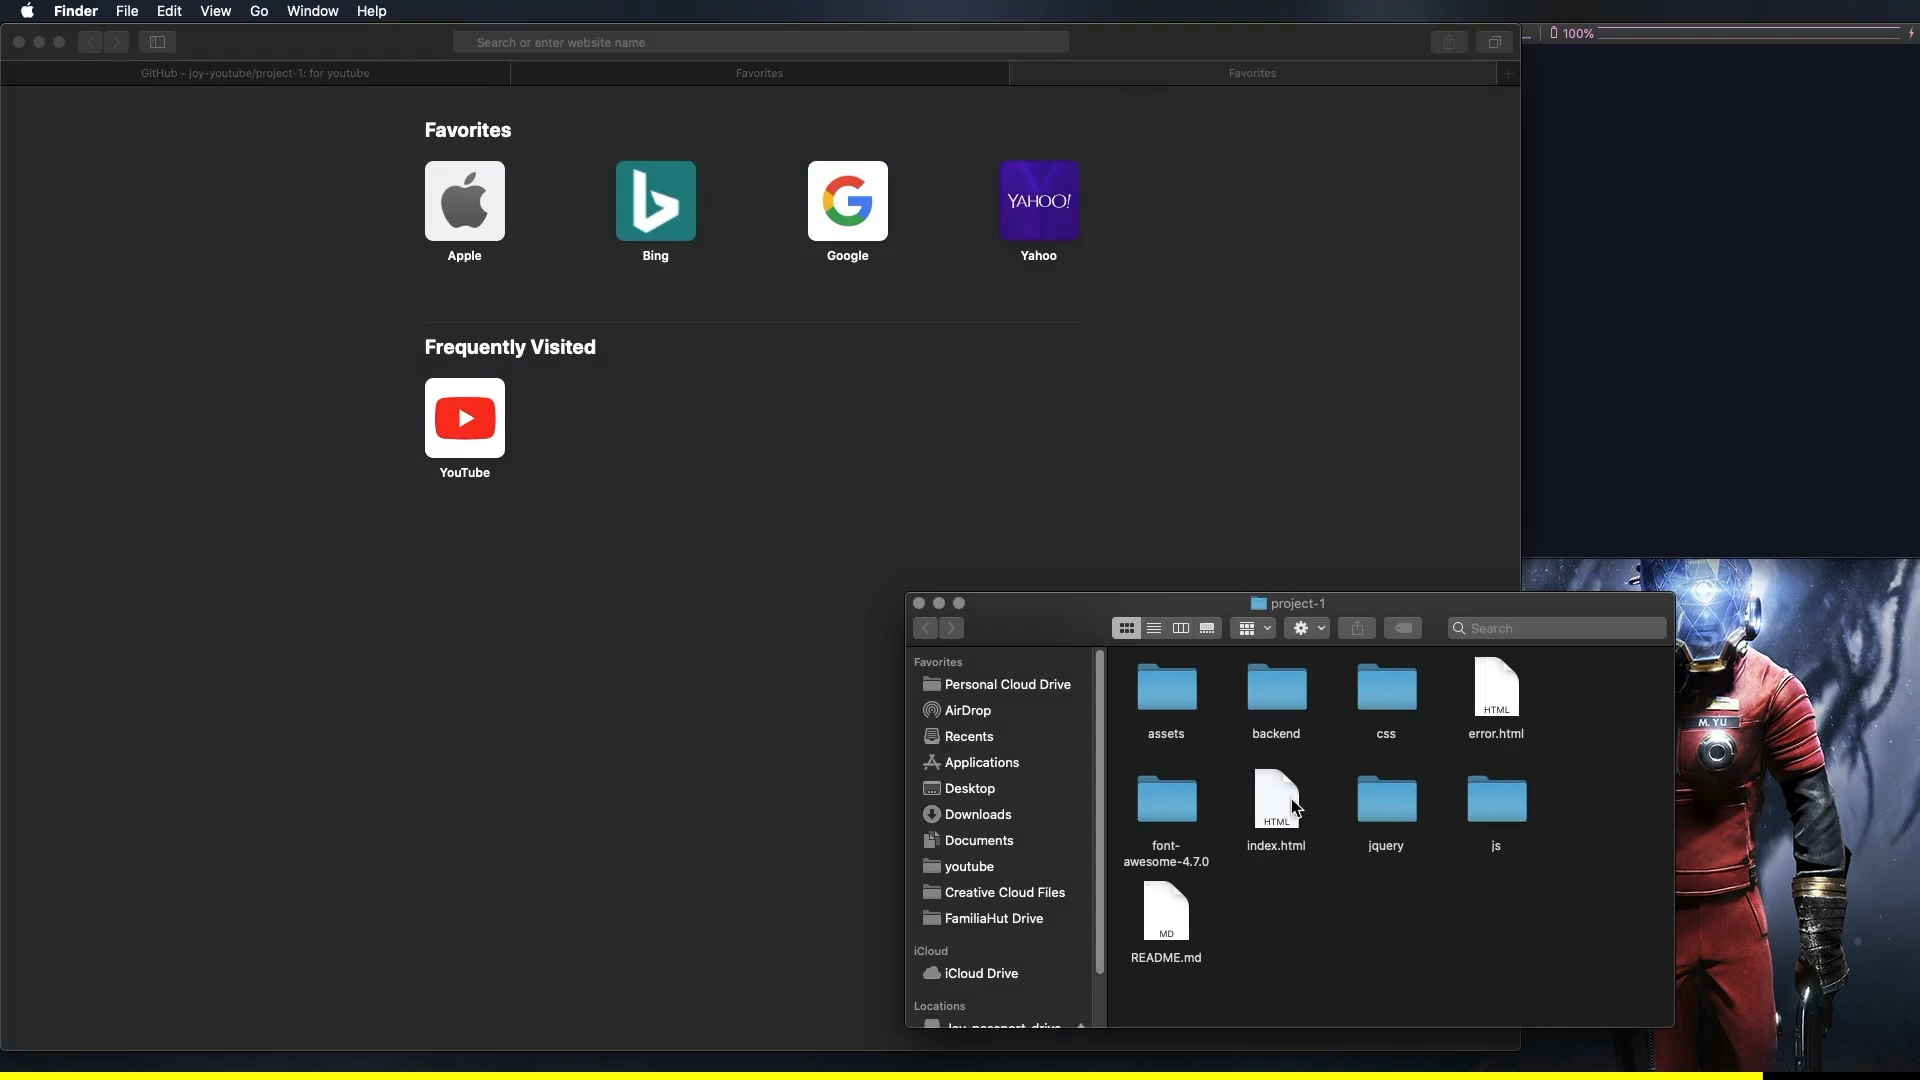 Finder File Edit View Go Window Help
Search or enter website name
100%
GitHub - joy-youtube/project-1: for youtube
Favorites
Favorites
Favorites
YAHOO!
Apple
Bing
Google
Yahoo
Frequently Visited
YouTube
project-1
Search
Favorites
Personal Cloud Drive
AirDrop
Recents
Applications
Desktop
Downloads
Documents
youtube
Creative Cloud Files
FamiliaHut Drive
iCloud
iCloud Drive
Locations
Joy_passport_drive
assets
backend
css
HTML
error.html
font-
awesome-4.7.0
HTML
index.html
jquery
js
MD
README.md
M. YU